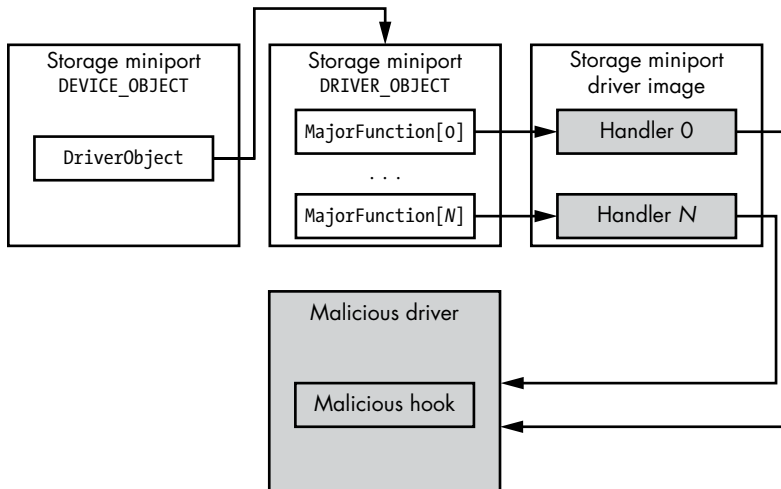 Storage miniport
DEVICE_OBJECT
DriverObject
Storage miniport
DRIVER_OBJECT
MajorFunction[0]
...
MajorFunction[N]
Storage miniport
driver image
Handler 0
Handler N
Malicious driver
Malicious hook